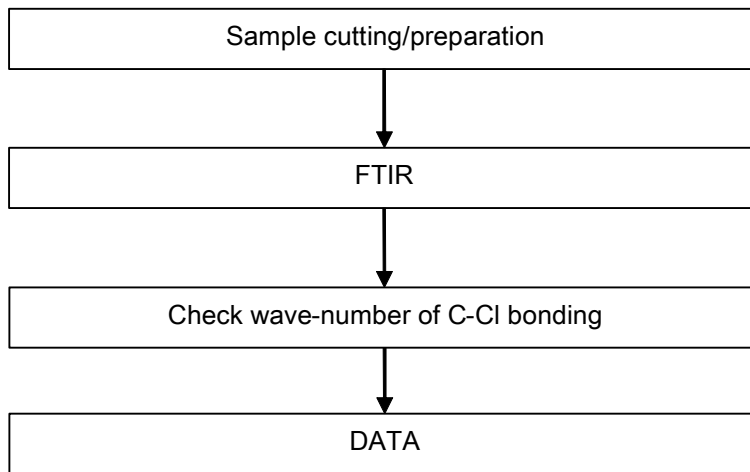 Sample cutting/preparation
FTIR
Check wave-number of C-Cl bonding
DATA